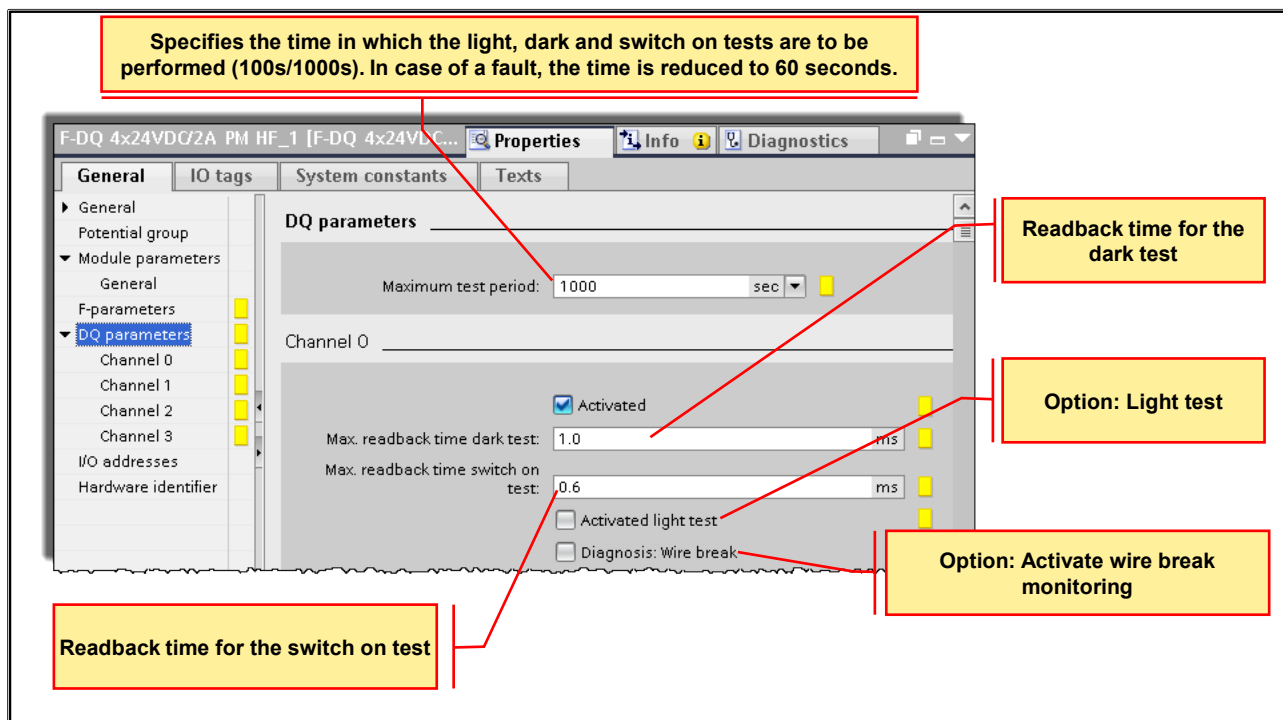 Specifies the time in which the light, dark and switch on tests are to be
performed (100s/1000s). In case of a fault, the time is reduced to 60 seconds.
F-DQ 4x24VDC/2A PM HF_1 [F-DQ 4x24VDC...
Properties
Info
Diagnostics
General
IO tags
System constants
Texts
General
Potential group
Module parameters
General
F-parameters
DQ parameters
Channel 0
Channel 1
Channel 2
Channel 3
I/O addresses
Hardware identifier
DQ parameters
Maximum test period: 1000 sec
Channel 0
Activated
Max. readback time dark test: 1.0 ms
Max. readback time switch on
test: 0.6 ms
Activated light test
Diagnosis: Wire break
Readback time for the
dark test
Option: Light test
Option: Activate wire break
monitoring
Readback time for the switch on test